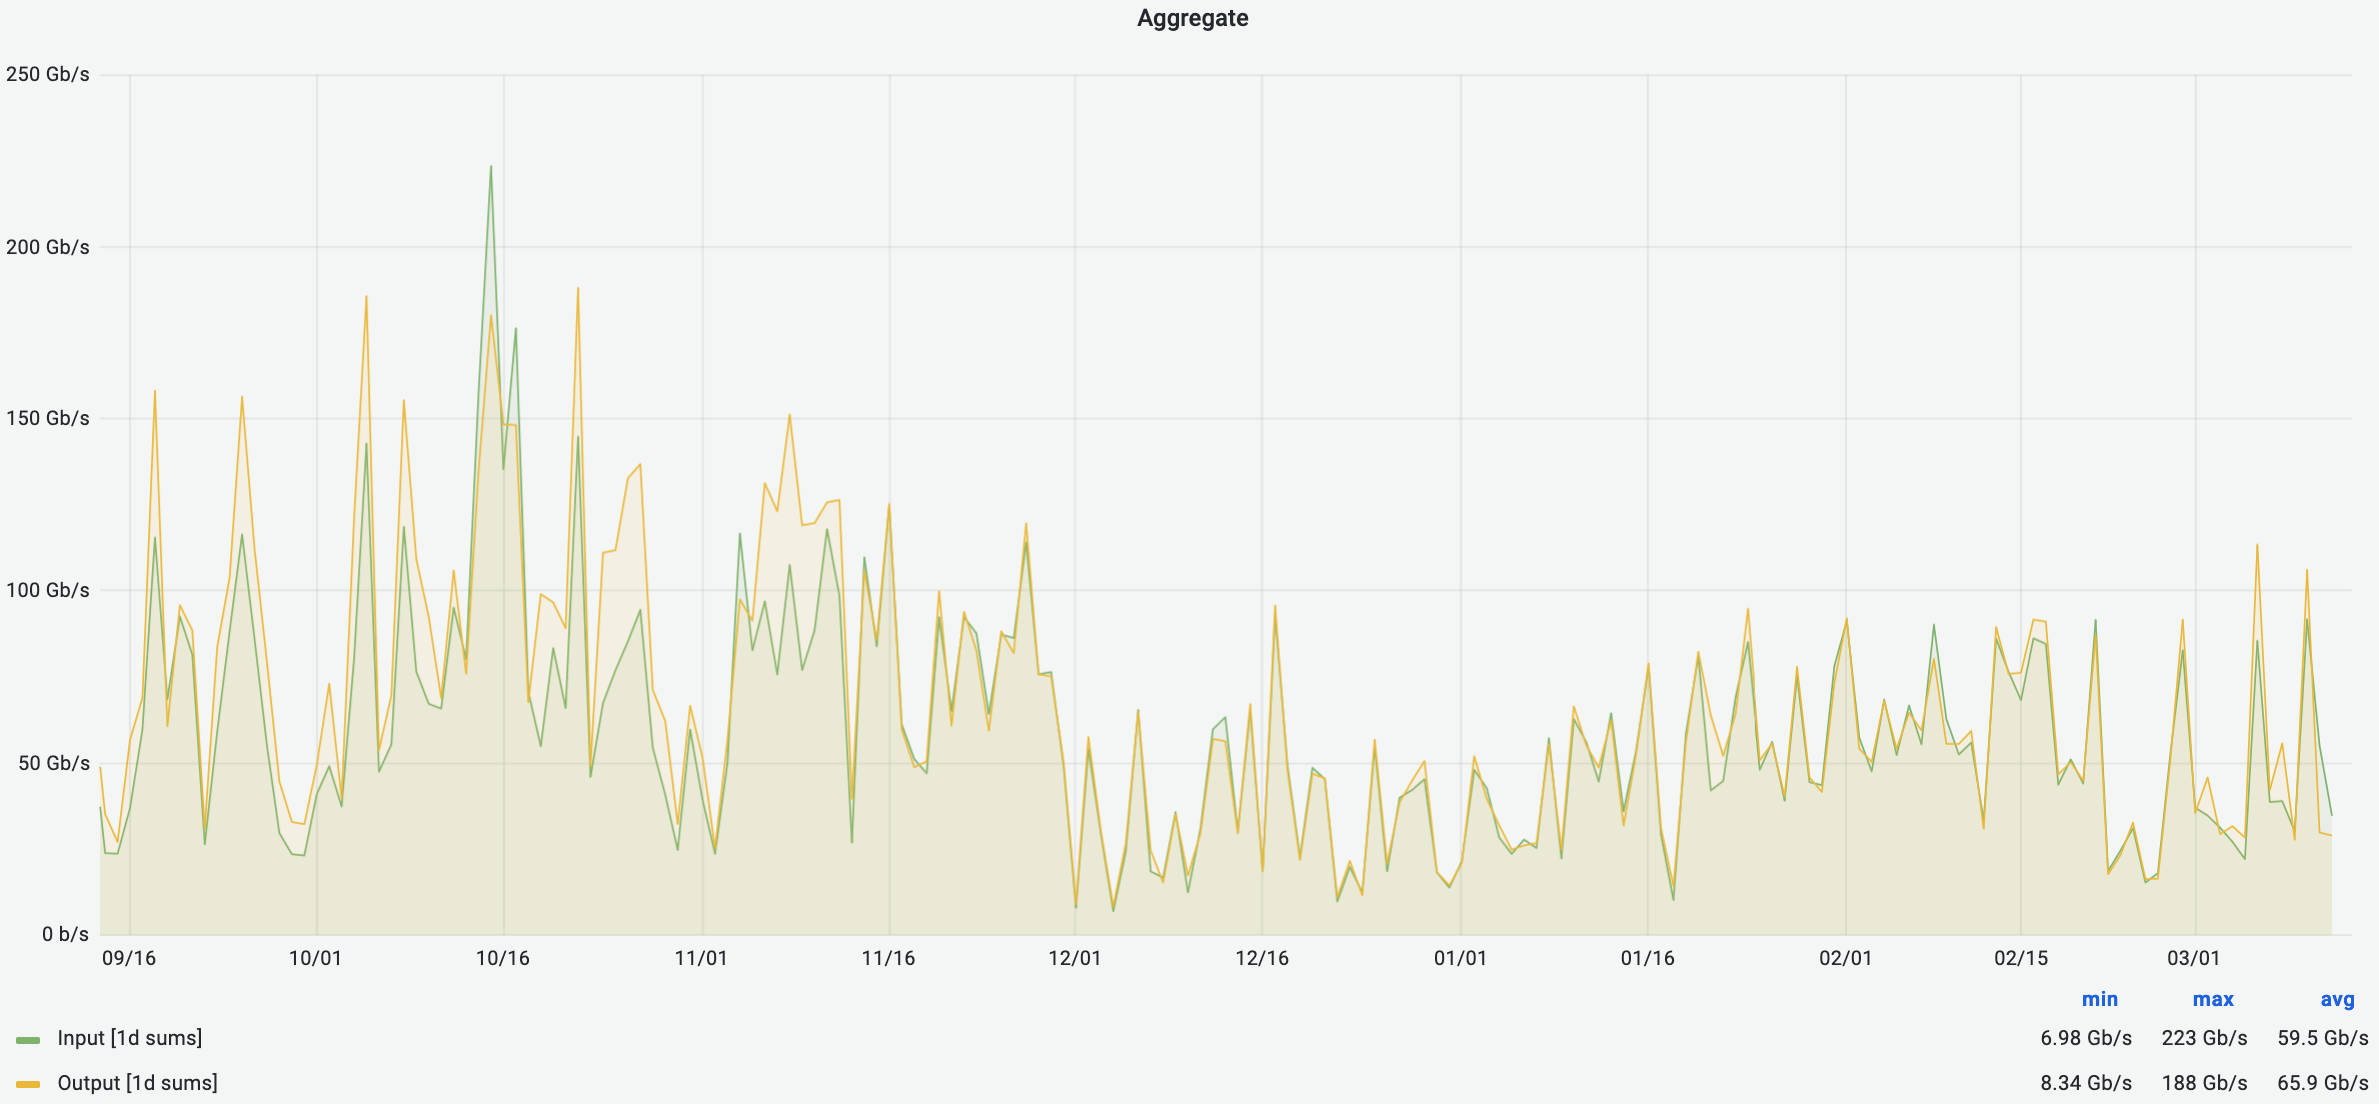 Aggregate
250 Gb/s
200 Gb/s
150 Gb/s
100 Gb/s
50 Gb/s
0 b/s
09/16 10/01 10/16 11/01 11/16 12/01 12/16 01/01 01/16 02/01 02/15 03/01
min max avg
Input [1d sums] 6.98 Gb/s 223 Gb/s 59.5 Gb/s
Output [1d sums] 8.34 Gb/s 188 Gb/s 65.9 Gb/s